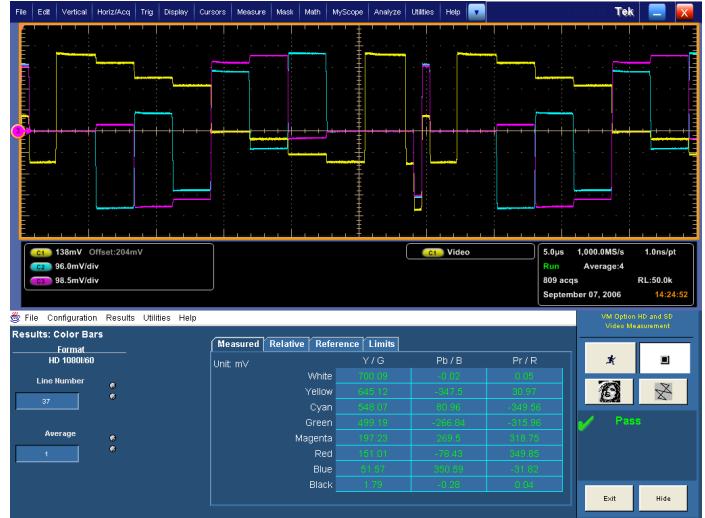 File Edit Vertical Horiz/Acq Trig Display Cursors Measure Mask Math MyScope Analyze Utilities Help Tek
C1 138mV Offset:204mV
C2 96.0mV/div
C3 98.5mV/div
C1 Video
5.0µs 1,000.0MS/s 1.0ns/pt
Run Average:4
809 acqs RL:50.0k
September 07, 2006 14:24:52
File Configuration Results Utilities Help
VM Option HD and SD
Video Measurement
Results: Color Bars
Format
HD 1080I/60
Line Number
37
Average
1
Measured Relative Reference Limits
Unit: mV Y / G Pb / B Pr / R
White 700.09 -0.02 0.05
Yellow 645.12 -347.5 30.97
Cyan 548.07 80.96 -349.56
Green 499.19 -266.84 -315.96
Magenta 197.23 269.5 318.75
Red 151.01 -78.43 349.85
Blue 51.57 350.59 -31.82
Black 1.79 -0.28 0.04
Pass
Exit Hide